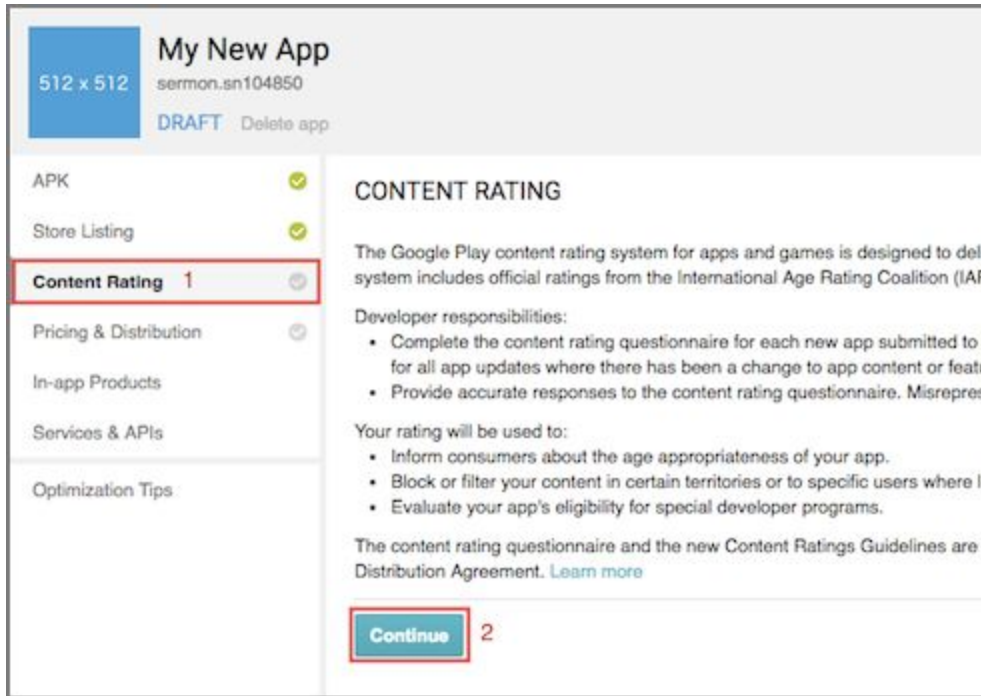 512 x 512
My New App
sermon.sn104850
DRAFT Delete app
APK
Store Listing
Content Rating 1
Pricing & Distribution
In-app Products
Services & APIs
Optimization Tips
CONTENT RATING
The Google Play content rating system for apps and games is designed to del
system includes official ratings from the International Age Rating Coalition (IA
Developer responsibilities:
• Complete the content rating questionnaire for each new app submitted to
for all app updates where there has been a change to app content or feat
• Provide accurate responses to the content rating questionnaire. Misrepres
Your rating will be used to:
• Inform consumers about the age appropriateness of your app.
• Block or filter your content in certain territories or to specific users where l
• Evaluate your app's eligibility for special developer programs.
The content rating questionnaire and the new Content Ratings Guidelines are
Distribution Agreement. Learn more
Continue 2